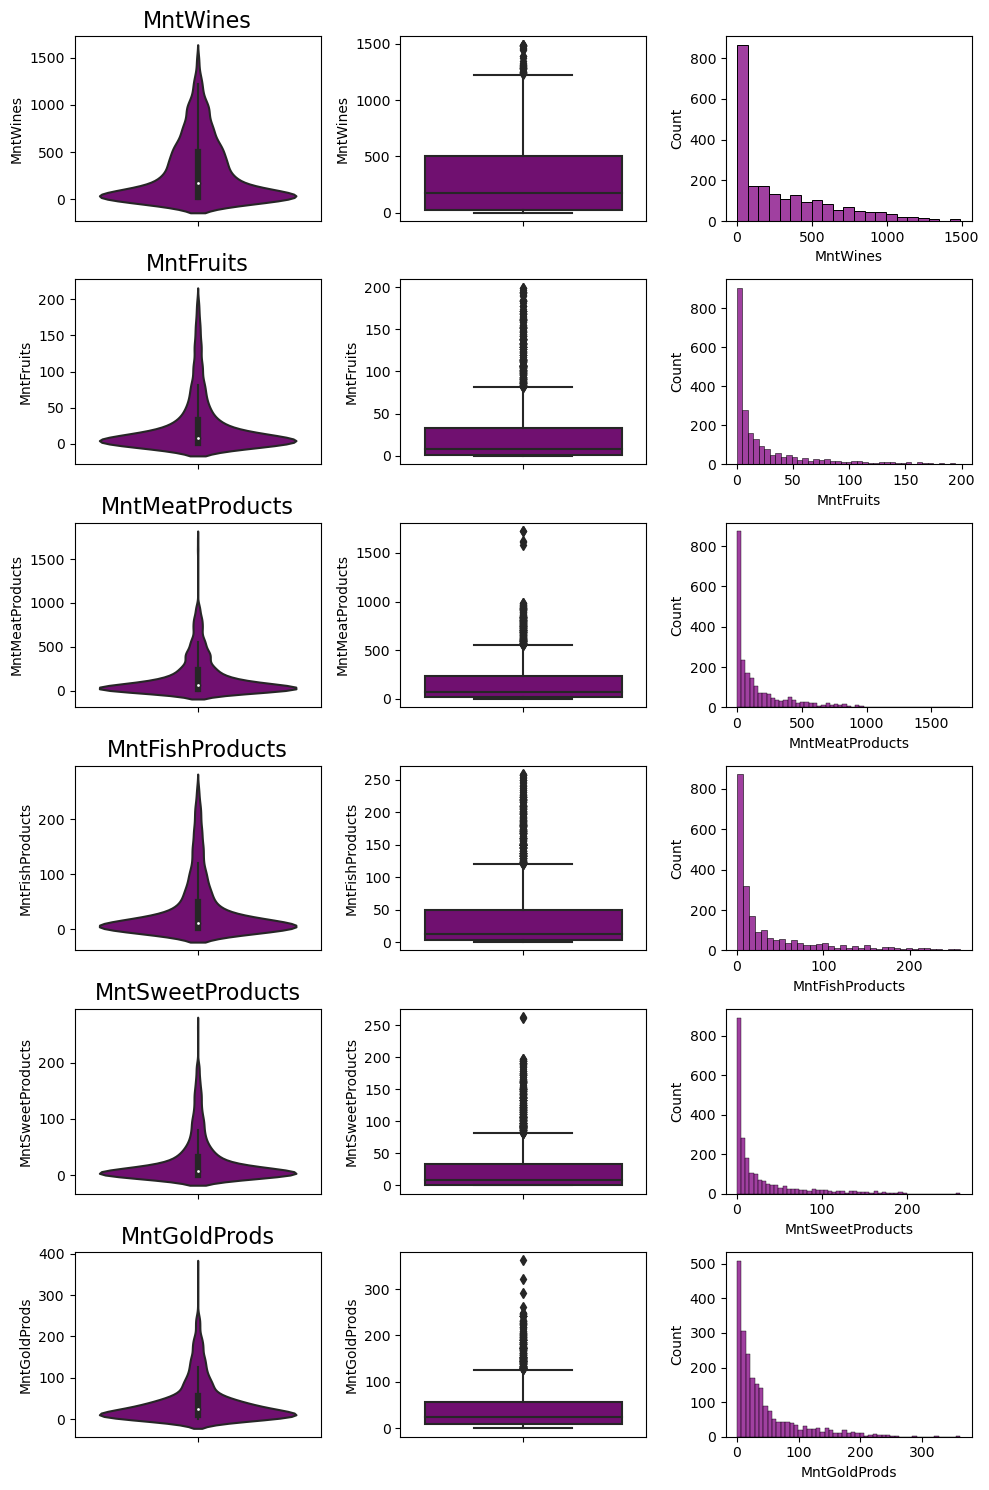 MntWines
MntWines
1500
1000
500
0
MntWines
1500
1000
500
0
Count
800
600
400
200
0
0 500 1000 1500
MntWines
MntFruits
MntFruits
200
150
100
50
0
MntFruits
200
150
100
50
0
Count
800
600
400
200
0
0 50 100 150 200
MntFruits
MntMeatProducts
MntMeatProducts
1500
1000
500
0
MntMeatProducts
1500
1000
500
0
Count
800
600
400
200
0
0 500 1000 1500
MntMeatProducts
MntFishProducts
MntFishProducts
200
100
0
MntFishProducts
250
200
150
100
50
0
Count
800
600
400
200
0
0 100 200
MntFishProducts
MntSweetProducts
MntSweetProducts
200
100
0
MntSweetProducts
250
200
150
100
50
0
Count
800
600
400
200
0
0 200
MntSweetProducts
MntGoldProds
MntGoldProds
400
300
200
100
0
MntGoldProds
300
200
100
0
Count
500
400
300
200
100
0
0 100 200 300
MntGoldProds